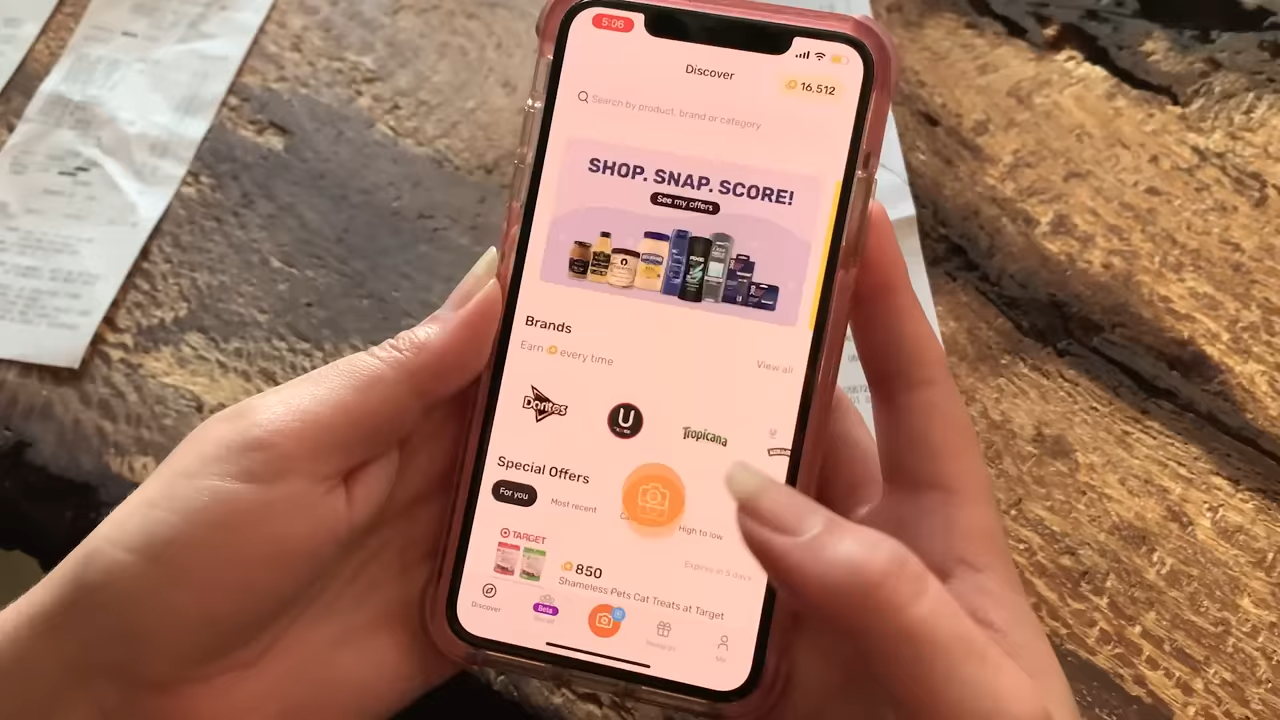 5:06
Discover
16,512
Search by product, brand or category
SHOP. SNAP. SCORE!
See my offers
Brands
Earn every time
View all
Doritos
U
Tropicana
Special Offers
For you
Most recent
High to low
TARGET
Expires in 5 days
850
Shameless Pets Cat Treats at Target
Discover
Beta
Social
Rewards
Me